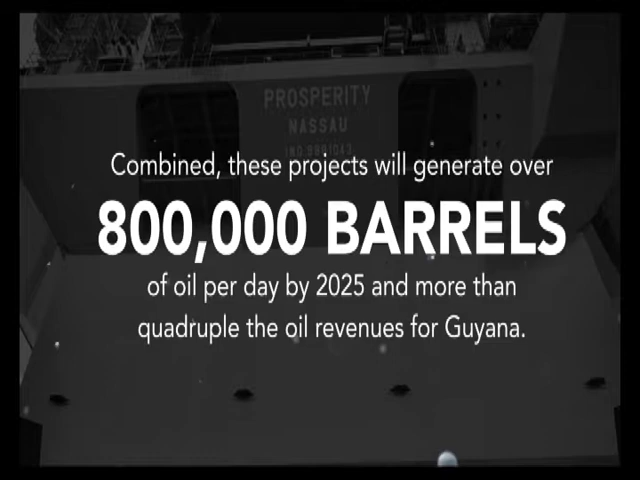 PROSPERITY
NASSAU
Combined, these projects will generate over
800,000 BARRELS
of oil per day by 2025 and more than
quadruple the oil revenues for Guyana.